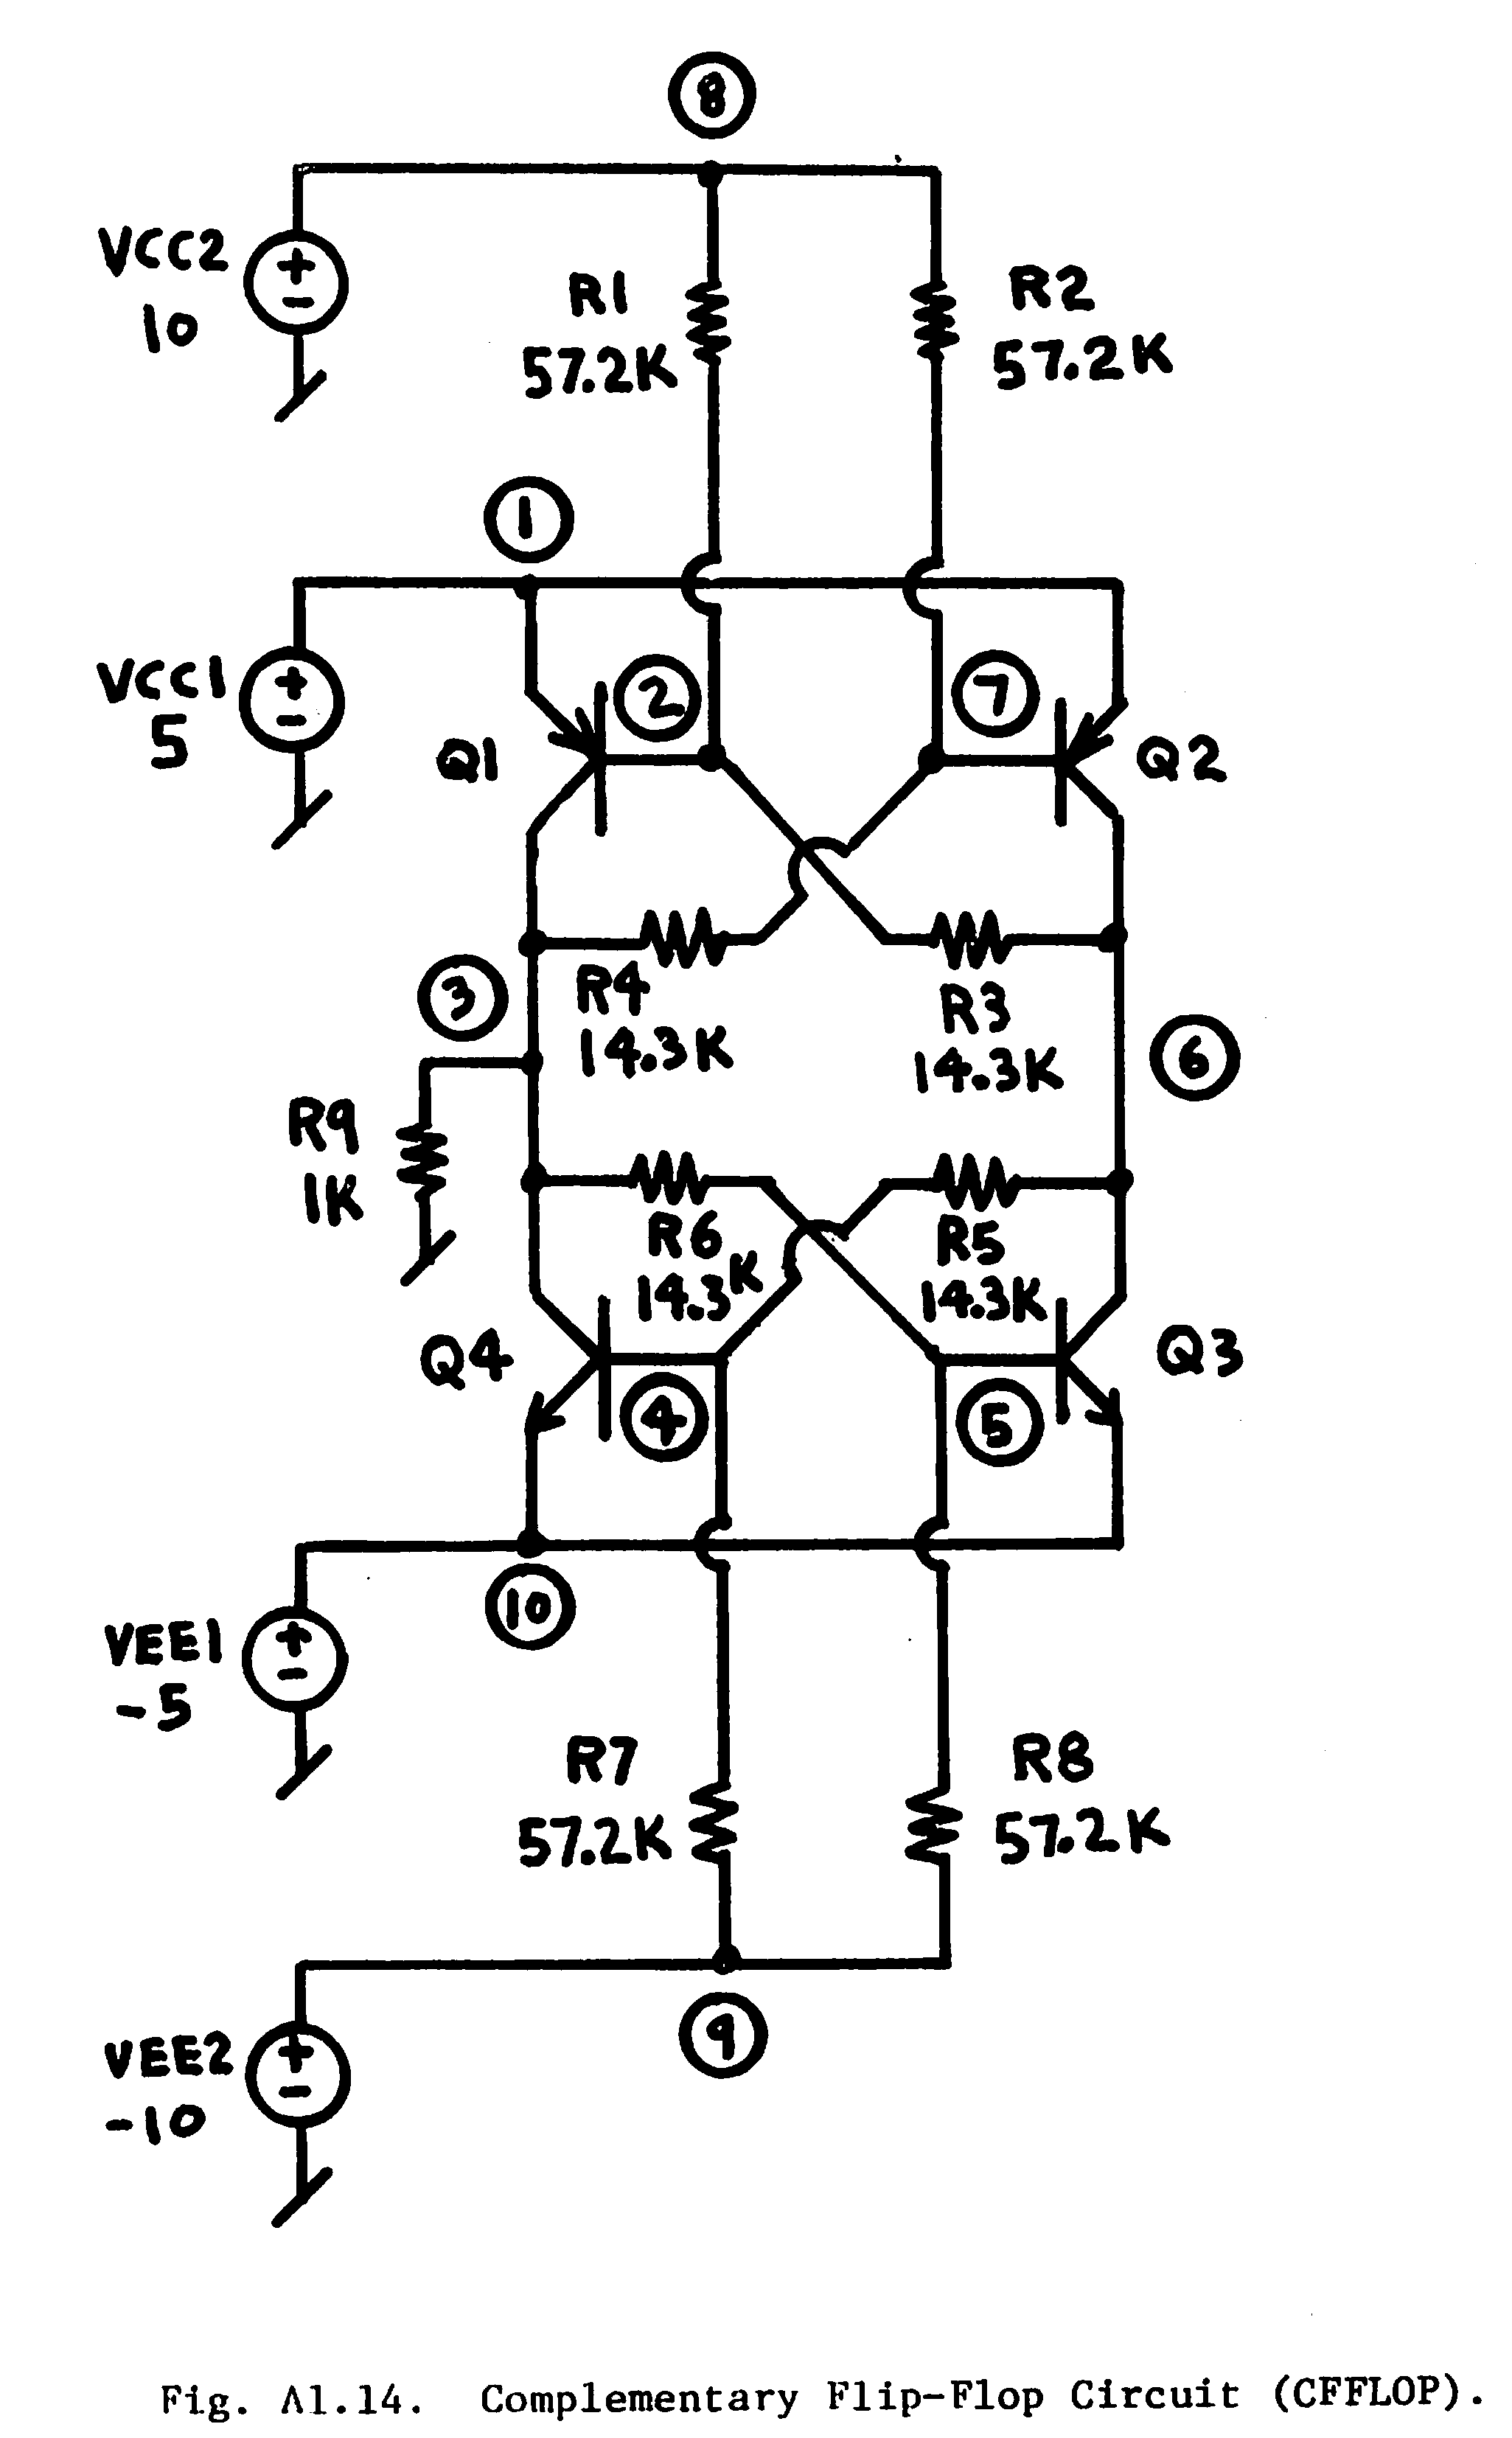 8
VCC2
10
R1
57.2K
R2
57.2K
1
VCC1
5
2
7
Q1
Q2
R4
14.3K
R3
14.3K
3
6
R9
1K
R6
14.3K
R5
14.3K
Q4
Q3
4
5
10
VEE1
-5
R7
57.2K
R8
57.2K
9
VEE2
-10
Fig. A1.14. Complementary Flip-Flop Circuit (CFFLOP).